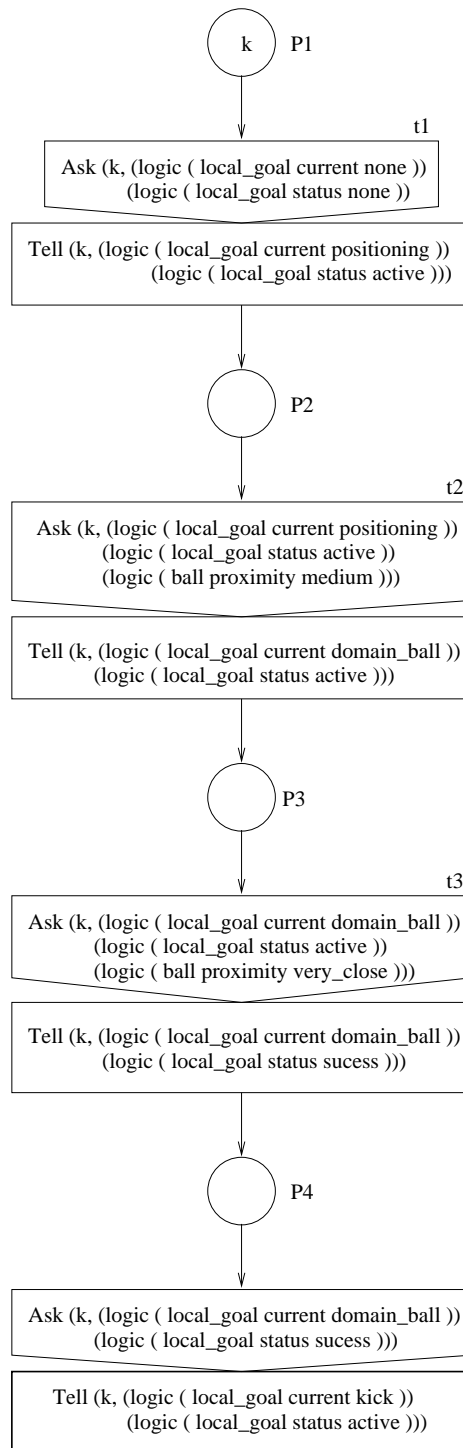 k P1
t1
Ask (k, (logic ( local_goal current none ))
(logic ( local_goal status none ))
Tell (k, (logic ( local_goal current positioning ))
(logic ( local_goal status active )))
P2
t2
Ask (k, (logic ( local_goal current positioning ))
(logic ( local_goal status active ))
(logic ( ball proximity medium )))
Tell (k, (logic ( local_goal current domain_ball ))
(logic ( local_goal status active )))
P3
t3
Ask (k, (logic ( local_goal current domain_ball ))
(logic ( local_goal status active ))
(logic ( ball proximity very_close )))
Tell (k, (logic ( local_goal current domain_ball ))
(logic ( local_goal status sucess )))
P4
Ask (k, (logic ( local_goal current domain_ball ))
(logic ( local_goal status sucess )))
Tell (k, (logic ( local_goal current kick ))
(logic ( local_goal status active )))